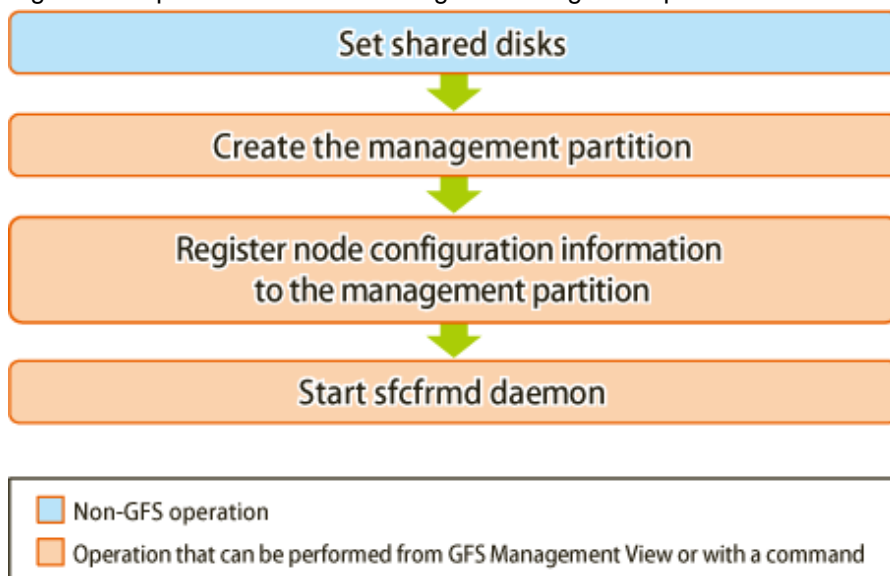 Set shared disks
Create the management partition
Register node configuration information
to the management partition
Start sfcfrmd daemon
Non-GFS operation
Operation that can be performed from GFS Management View or with a command